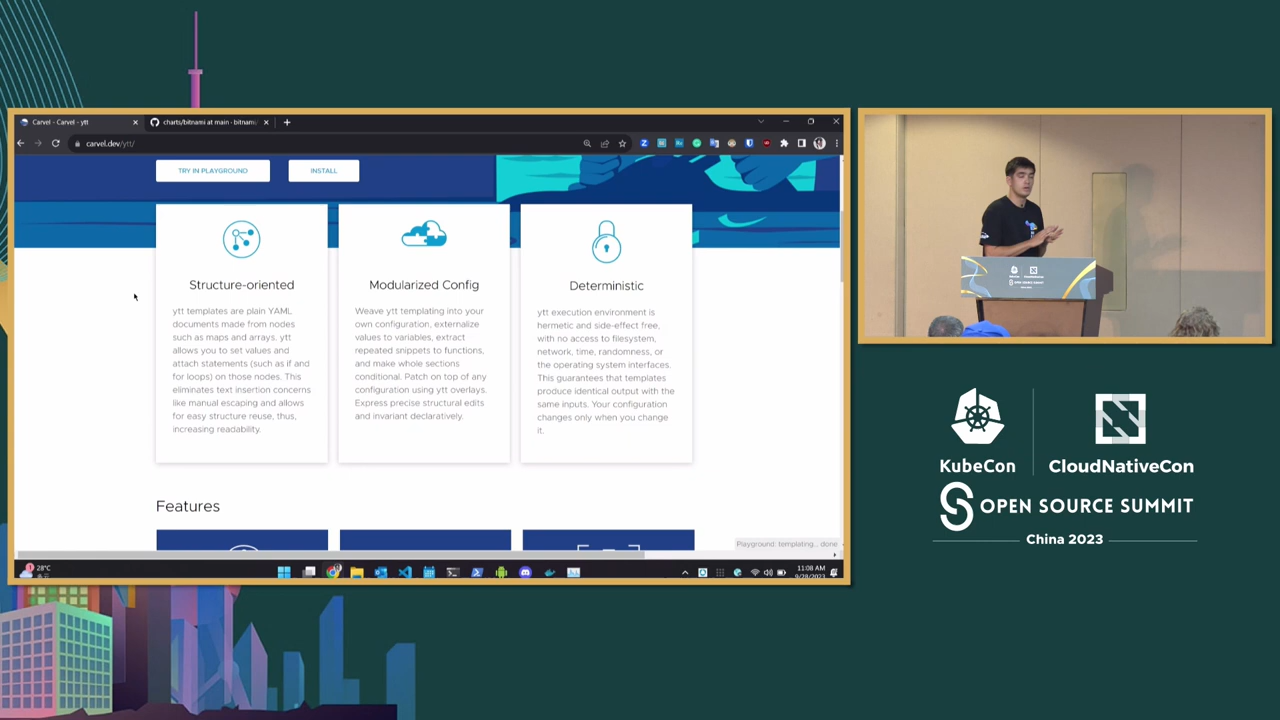 Carvel - Carvel - ytt
charts/bitnami at main · bitnami
carvel.dev/ytt/
TRY IN PLAYGROUND
INSTALL
Structure-oriented
ytt templates are plain YAML
documents made from nodes
such as maps and arrays. ytt
allows you to set values and
attach statements (such as if and
for loops) on those nodes. This
eliminates text insertion concerns
like manual escaping and allows
for easy structure reuse, thus,
increasing readability.
Modularized Config
Weave ytt templating into your
own configuration, externalize
values to variables, extract
repeated snippets to functions,
and make whole sections
conditional. Patch on top of any
configuration using ytt overlays.
Express precise structural edits
and invariant declaratively.
Deterministic
ytt execution environment is
hermetic and side-effect free,
with no access to filesystem,
network, time, randomness, or
the operating system interfaces.
This guarantees that templates
produce identical output with the
same inputs. Your configuration
changes only when you change
it.
Features
Playground: templating... done
28°C
11:08 AM
9/28/2023
KubeCon
CloudNativeCon
OPEN SOURCE SUMMIT
China 2023